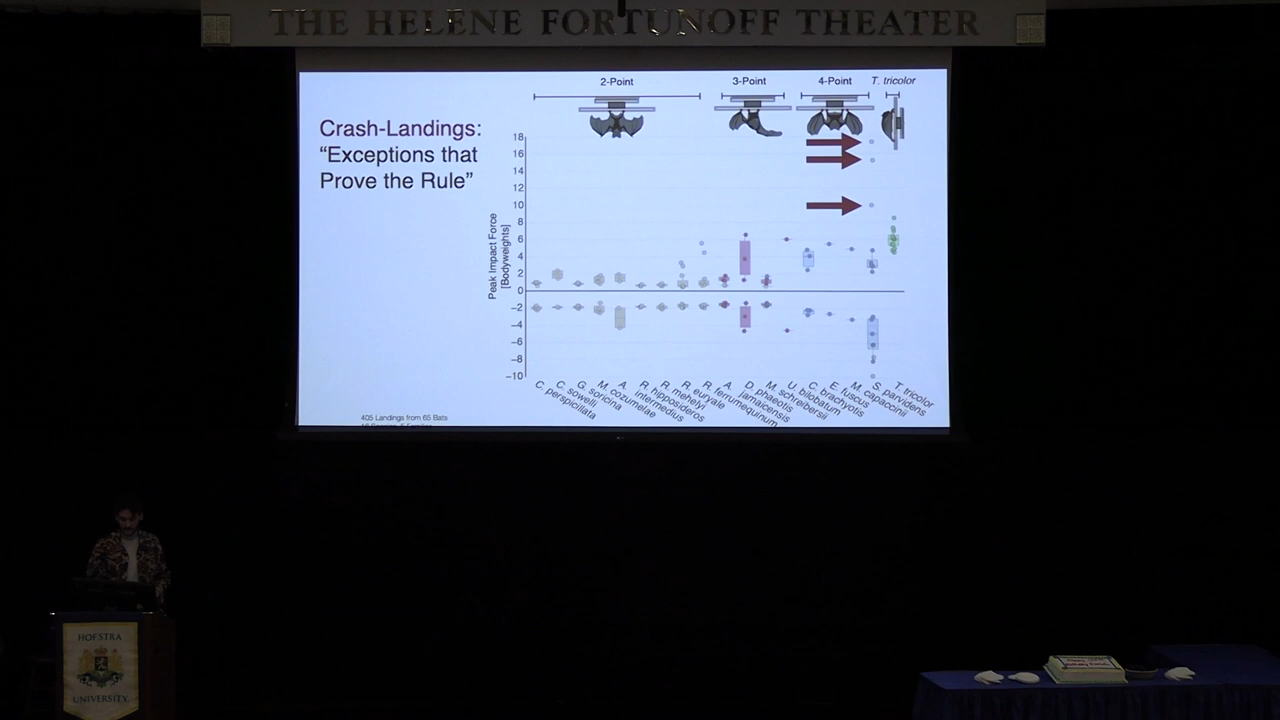 THE HELENE FORTUNOFF THEATER
2-Point
3-Point
4-Point
T. tricolor
Crash-Landings:
“Exceptions that
Prove the Rule”
Peak Impact Force
[Bodyweights]
18
16
14
12
10
8
6
4
2
0
−2
−4
−6
−8
−10
C. perspicillata
C. sowelli
G. soricina
M. cozumelae
A. intermedius
R. hipposideros
R. mehelyi
R. euryale
R. ferrumequinum
A. jamaicensis
D. phaeotis
M. schreibersii
U. bilobatum
C. brachyotis
E. fuscus
M. capaccinii
S. parvidens
T. tricolor
405 Landings from 65 Bats
HOFSTRA
UNIVERSITY